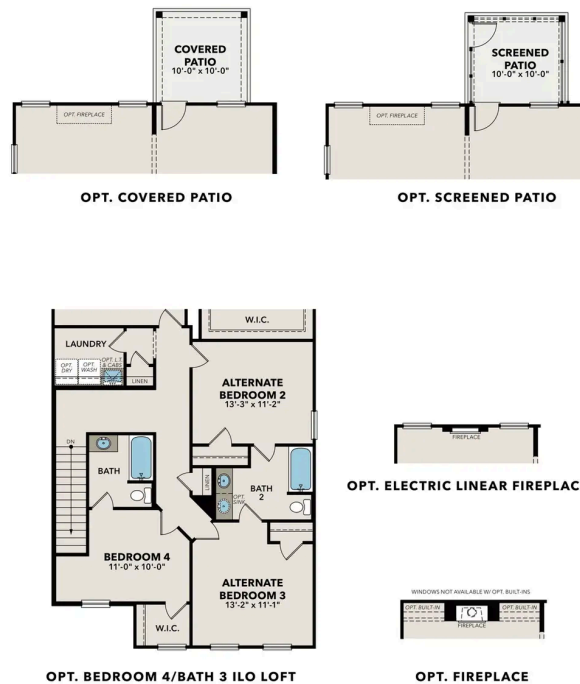 COVERED
PATIO
10'-0" x 10'-0"
OPT. FIREPLACE
OPT. COVERED PATIO
SCREENED
PATIO
10'-0" x 10'-0"
OPT. FIREPLACE
OPT. SCREENED PATIO
W.I.C.
LAUNDRY
OPT.
DRY
OPT.
WASH
OPT. L.T.
& CABS
LINEN
ALTERNATE
BEDROOM 2
13'-3" x 11'-2"
DN
BATH
LINEN
OPT.
SINK
BATH
2
BEDROOM 4
11'-0" x 10'-0"
ALTERNATE
BEDROOM 3
13'-2" x 11'-1"
W.I.C.
OPT. BEDROOM 4/BATH 3 ILO LOFT
FIREPLACE
OPT. ELECTRIC LINEAR FIREPLAC
WINDOWS NOT AVAILABLE W/ OPT. BUILT-INS
OPT. BUILT-IN
OPT. BUILT-IN
FIREPLACE
OPT. FIREPLACE